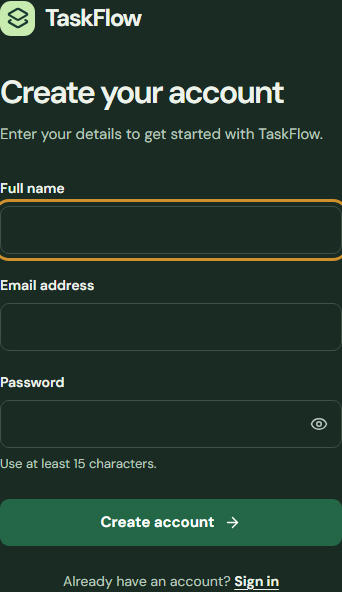 TaskFlow
Create your account
Enter your details to get started with TaskFlow.
Full name
Email address
Password
Use at least 15 characters.
Create account →
Already have an account? Sign in